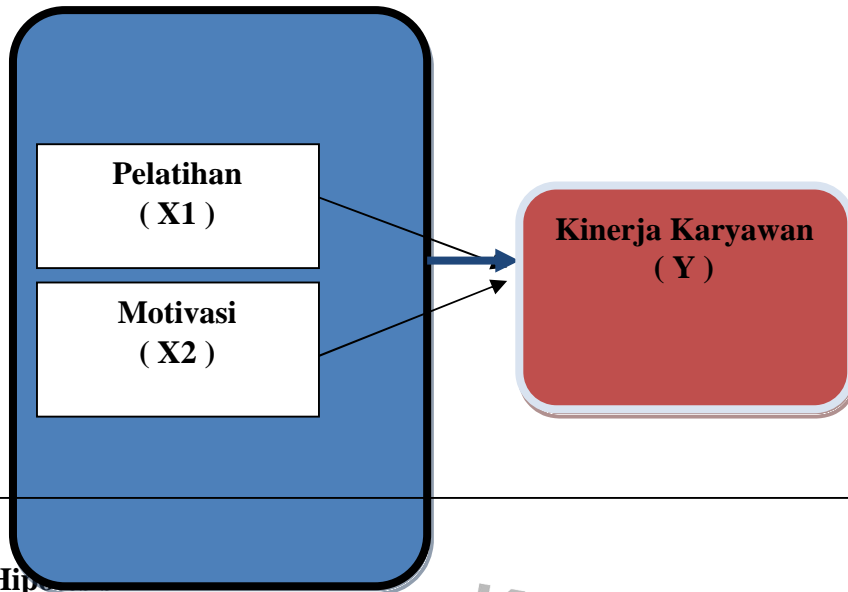 Pelatihan
( X1 )
Kinerja Karyawan
( Y )
Motivasi
( X2 )